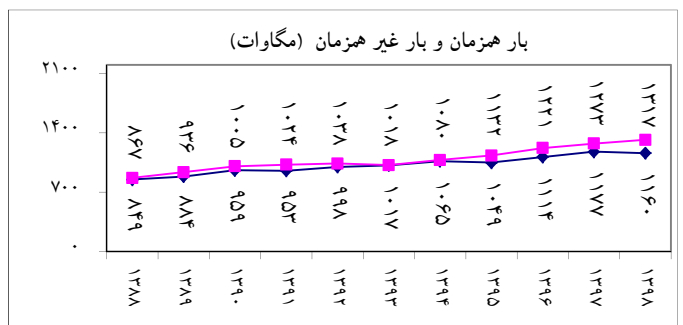 بار همزمان و بار غیر همزمان (مگاوات)
۲۱۰۰
۱۴۰۰
۷۰۰
۰
۸۶۷ ۹۳۶ ۱۰۰۵ ۱۰۲۴ ۱۰۳۸ ۱۰۱۸ ۱۰۸۰ ۱۱۳۲ ۱۲۲۱ ۱۲۷۳ ۱۳۱۷
۸۴۹ ۸۸۴ ۹۵۹ ۹۵۳ ۹۹۸ ۱۰۱۷ ۱۰۶۵ ۱۰۴۹ ۱۱۱۴ ۱۱۷۷ ۱۱۶۰
۱۳۸۸ ۱۳۸۹ ۱۳۹۰ ۱۳۹۱ ۱۳۹۲ ۱۳۹۳ ۱۳۹۴ ۱۳۹۵ ۱۳۹۶ ۱۳۹۷ ۱۳۹۸